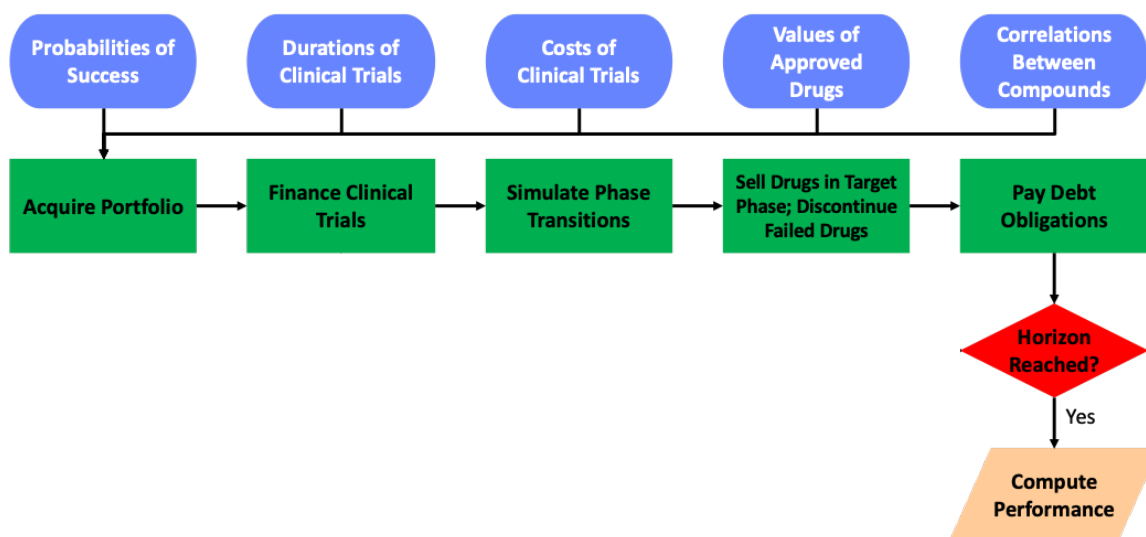 Probabilities of
Success
Durations of
Clinical Trials
Costs of
Clinical Trials
Values of
Approved
Drugs
Correlations
Between
Compounds
Acquire Portfolio
Finance Clinical
Trials
Simulate Phase
Transitions
Sell Drugs in Target
Phase; Discontinue
Failed Drugs
Pay Debt
Obligations
Horizon
Reached?
Yes
Compute
Performance